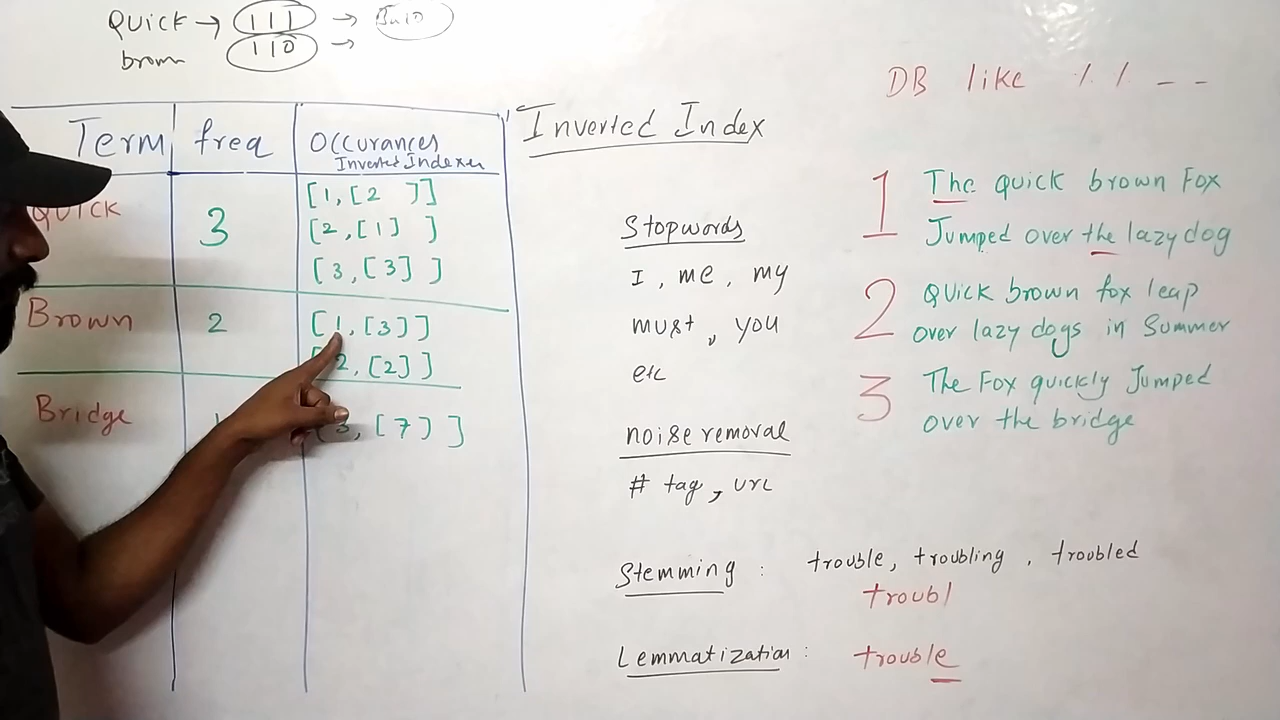 Quick → 111 →
brown 110 →
DB like % % - -
Inverted Index
Term freq Occurances
Inverted Indexes
Quick 3 [1,[2 ]]
[2,[1] ]
[3,[3] ]
Brown 2 [1,[3]]
2,[2]]
Bridge 3,[7) ]
Stopwords
I, me, my
must, you
etc
noise removal
# tag, url
1 The quick brown Fox
Jumped over the lazy dog
2 Quick brown fox leap
over lazy dogs in Summer
3 The Fox quickly Jumped
over the bridge
Stemming : trouble, troubling, troubled
troubl
Lemmatization : trouble